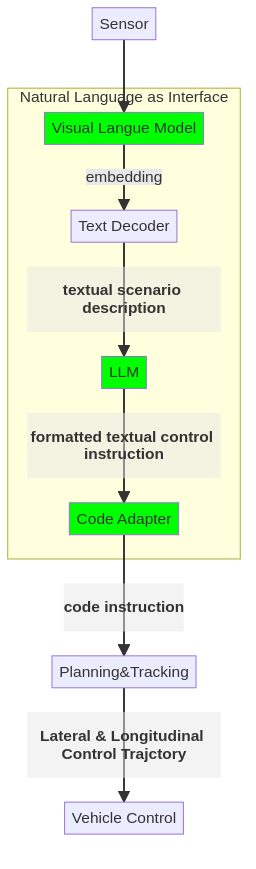 Sensor
Natural Language as Interface
Visual Langue Model
embedding
Text Decoder
textual scenario
description
LLM
formatted textual control
instruction
Code Adapter
code instruction
Planning&Tracking
Lateral & Longitudinal
Control Trajctory
Vehicle Control